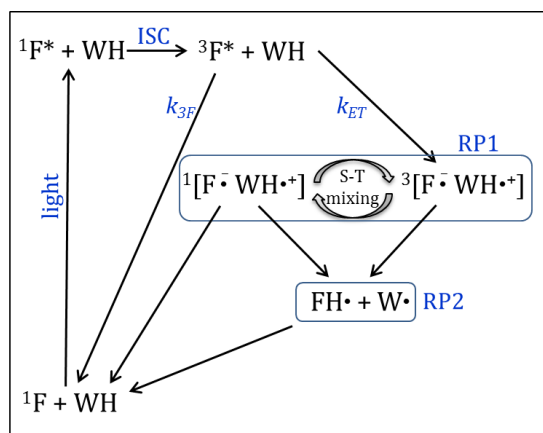 ¹F* + WH
ISC
³F* + WH
k3F
kET
RP1
light
¹[F•⁻ WH•⁺]
S-T
mixing
³[F•⁻ WH•⁺]
FH• + W•
RP2
¹F + WH